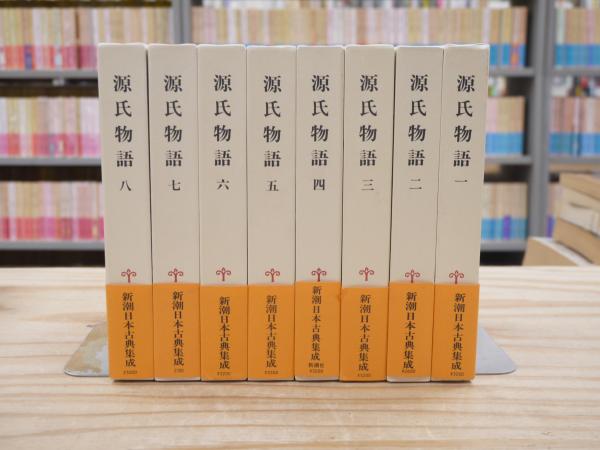 源氏物語 一
新潮日本古典集成
源氏物語 二
新潮日本古典集成
源氏物語 三
新潮日本古典集成
源氏物語 四
新潮日本古典集成
新潮社
源氏物語 五
新潮日本古典集成
源氏物語 六
新潮日本古典集成
源氏物語 七
新潮日本古典集成
源氏物語 八
新潮日本古典集成